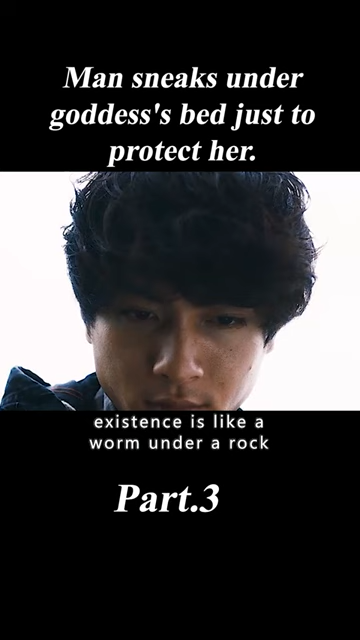 Man sneaks under
goddess's bed just to
protect her.
existence is like a
worm under a rock
Part.3